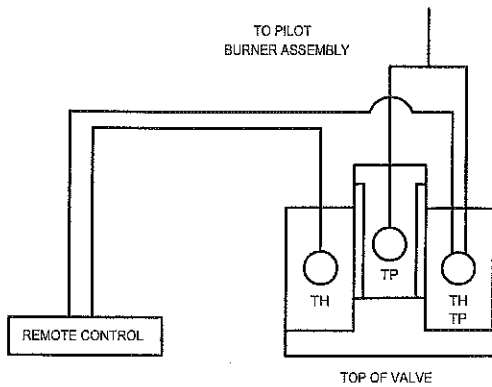 TO PILOT
BURNER ASSEMBLY
TP
TH
TH
TP
REMOTE CONTROL
TOP OF VALVE